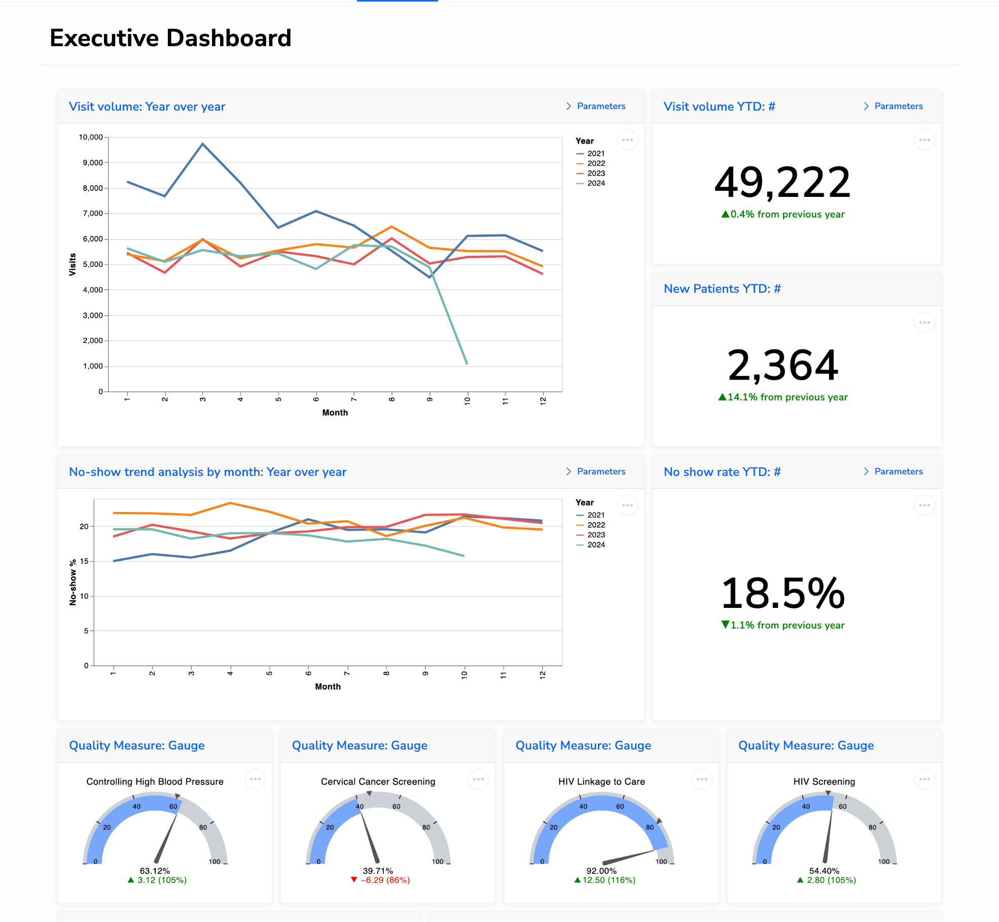 Executive Dashboard
Visit volume: Year over year
Parameters
10,000
9,000
8,000
7,000
6,000
5,000
4,000
3,000
2,000
1,000
0
Visits
1 2 3 4 5 6 7 8 9 10 11 12
Month
Year
2021
2022
2023
2024
Visit volume YTD: #
Parameters
49,222
▲0.4% from previous year
New Patients YTD: #
2,364
▲14.1% from previous year
No-show trend analysis by month: Year over year
Parameters
20
15
10
5
0
No-show %
1 2 3 4 5 6 7 8 9 10 11 12
Month
Year
2021
2022
2023
2024
No show rate YTD: #
Parameters
18.5%
▼1.1% from previous year
Quality Measure: Gauge
Controlling High Blood Pressure
0 20 40 60 80 100
63.12%
▲ 3.12 (105%)
Quality Measure: Gauge
Cervical Cancer Screening
0 20 40 60 80 100
39.71%
▼ −6.29 (86%)
Quality Measure: Gauge
HIV Linkage to Care
0 20 40 60 80 100
92.00%
▲12.50 (116%)
Quality Measure: Gauge
HIV Screening
0 20 40 60 80 100
54.40%
▲ 2.80 (105%)